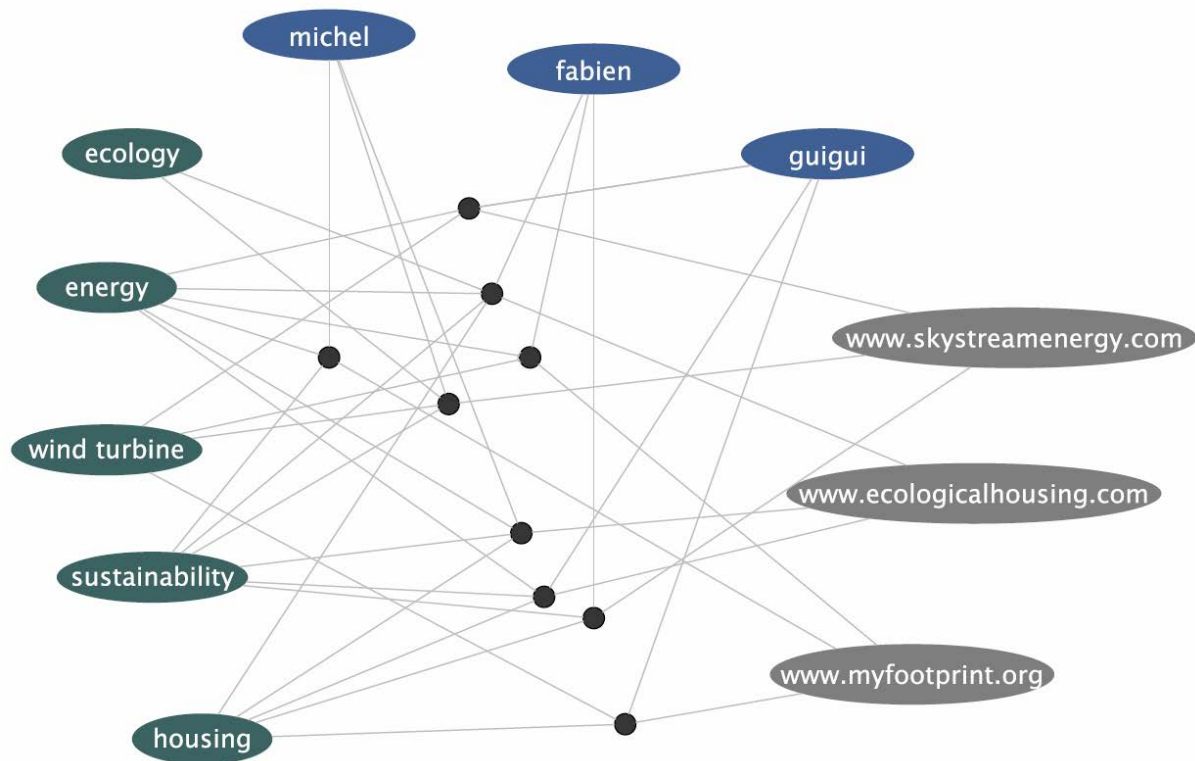 michel
fabien
ecology
guigui
energy
www.skystreamenergy.com
wind turbine
www.ecologicalhousing.com
sustainability
www.myfootprint.org
housing